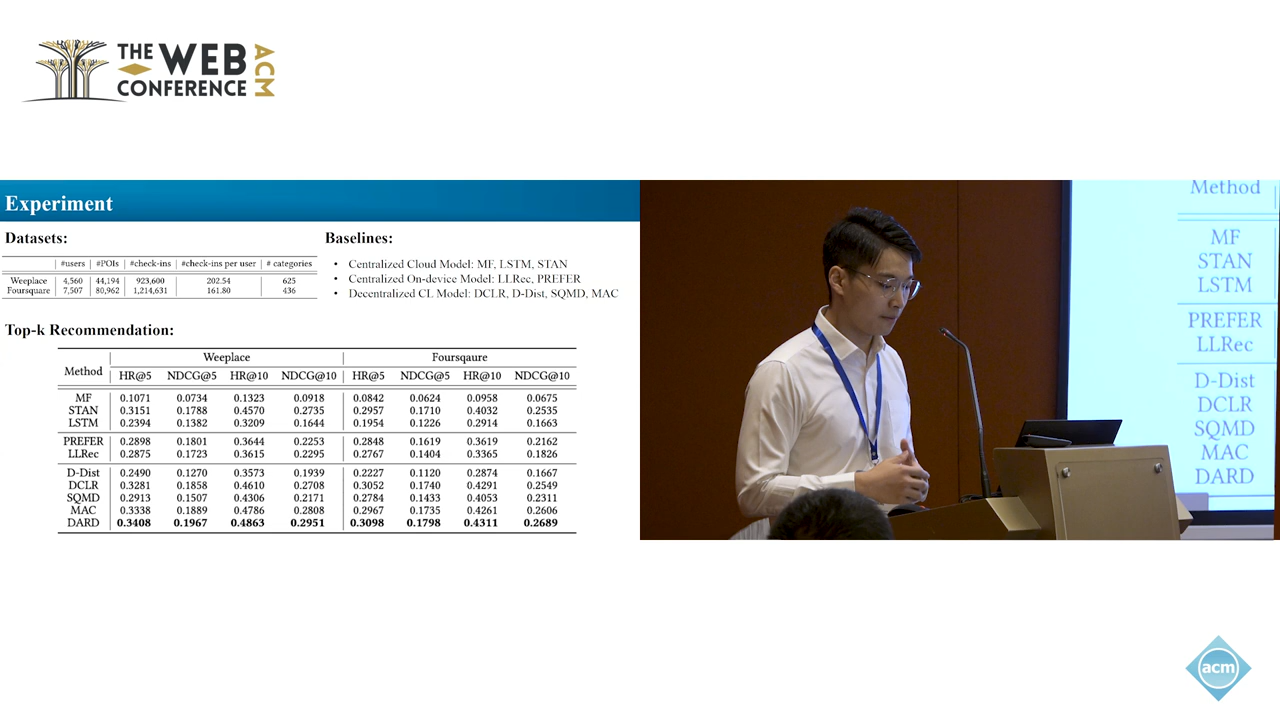 THE WEB
CONFERENCE
ACM
Experiment
Datasets:
#users #POIs #check-ins #check-ins per user # categories
Weeplace 4,560 44,194 923,600 202.54 625
Foursquare 7,507 80,962 1,214,631 161.80 436
Baselines:
• Centralized Cloud Model: MF, LSTM, STAN
• Centralized On-device Model: LLRec, PREFER
• Decentralized CL Model: DCLR, D-Dist, SQMD, MAC
Top-k Recommendation:
Method Weeplace Foursqaure
HR@5 NDCG@5 HR@10 NDCG@10 HR@5 NDCG@5 HR@10 NDCG@10
MF 0.1071 0.0734 0.1323 0.0918 0.0842 0.0624 0.0958 0.0675
STAN 0.3151 0.1788 0.4570 0.2735 0.2957 0.1710 0.4032 0.2535
LSTM 0.2394 0.1382 0.3209 0.1644 0.1954 0.1226 0.2914 0.1663
PREFER 0.2898 0.1801 0.3644 0.2253 0.2848 0.1619 0.3619 0.2162
LLRec 0.2875 0.1723 0.3615 0.2295 0.2767 0.1404 0.3365 0.1826
D-Dist 0.2490 0.1270 0.3573 0.1939 0.2227 0.1120 0.2874 0.1667
DCLR 0.3281 0.1858 0.4610 0.2708 0.3052 0.1740 0.4291 0.2549
SQMD 0.2913 0.1507 0.4306 0.2171 0.2784 0.1433 0.4053 0.2311
MAC 0.3338 0.1889 0.4786 0.2808 0.2967 0.1735 0.4261 0.2606
DARD 0.3408 0.1967 0.4863 0.2951 0.3098 0.1798 0.4311 0.2689
Method
MF
STAN
LSTM
PREFER
LLRec
D-Dist
DCLR
SQMD
MAC
DARD
acm